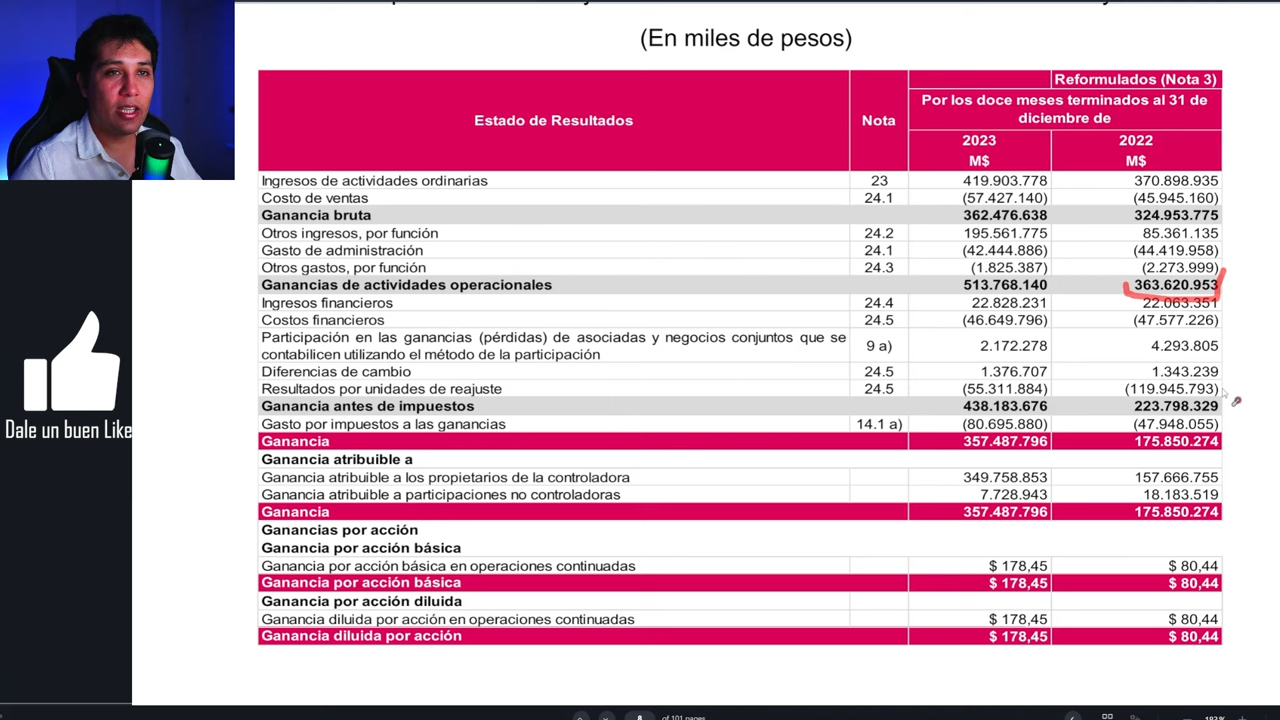 (En miles de pesos)
Estado de Resultados
Nota
Reformulados (Nota 3)
Por los doce meses terminados al 31 de
diciembre de
2023 2022
M$ M$
Ingresos de actividades ordinarias 23 419.903.778 370.898.935
Costo de ventas 24.1 (57.427.140) (45.945.160)
Ganancia bruta 362.476.638 324.953.775
Otros ingresos, por función 24.2 195.561.775 85.361.135
Gasto de administración 24.1 (42.444.886) (44.419.958)
Otros gastos, por función 24.3 (1.825.387) (2.273.999)
Ganancias de actividades operacionales 513.768.140 363.620.953
Ingresos financieros 24.4 22.828.231 22.063.351
Costos financieros 24.5 (46.649.796) (47.577.226)
Participación en las ganancias (pérdidas) de asociadas y negocios conjuntos que se
contabilicen utilizando el método de la participación 9 a) 2.172.278 4.293.805
Diferencias de cambio 24.5 1.376.707 1.343.239
Resultados por unidades de reajuste 24.5 (55.311.884) (119.945.793)
Ganancia antes de impuestos 438.183.676 223.798.329
Gasto por impuestos a las ganancias 14.1 a) (80.695.880) (47.948.055)
Ganancia 357.487.796 175.850.274
Ganancia atribuible a
Ganancia atribuible a los propietarios de la controladora 349.758.853 157.666.755
Ganancia atribuible a participaciones no controladoras 7.728.943 18.183.519
Ganancia 357.487.796 175.850.274
Ganancias por acción
Ganancia por acción básica
Ganancia por acción básica en operaciones continuadas $ 178,45 $ 80,44
Ganancia por acción básica $ 178,45 $ 80,44
Ganancia por acción diluida
Ganancia diluida por acción en operaciones continuadas $ 178,45 $ 80,44
Ganancia diluida por acción $ 178,45 $ 80,44
Dale un buen Like
8 of 101 pages